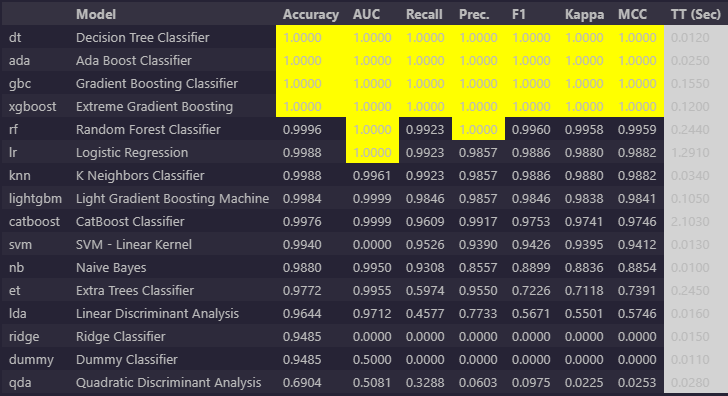 Model Accuracy AUC Recall Prec. F1 Kappa MCC TT (Sec)
dt Decision Tree Classifier 1.0000 1.0000 1.0000 1.0000 1.0000 1.0000 1.0000 0.0120
ada Ada Boost Classifier 1.0000 1.0000 1.0000 1.0000 1.0000 1.0000 1.0000 0.0250
gbc Gradient Boosting Classifier 1.0000 1.0000 1.0000 1.0000 1.0000 1.0000 1.0000 0.1550
xgboost Extreme Gradient Boosting 1.0000 1.0000 1.0000 1.0000 1.0000 1.0000 1.0000 0.1200
rf Random Forest Classifier 0.9996 1.0000 0.9923 1.0000 0.9960 0.9958 0.9959 0.2440
lr Logistic Regression 0.9988 1.0000 0.9923 0.9857 0.9886 0.9880 0.9882 1.2910
knn K Neighbors Classifier 0.9988 0.9961 0.9923 0.9857 0.9886 0.9880 0.9882 0.0340
lightgbm Light Gradient Boosting Machine 0.9984 0.9999 0.9846 0.9857 0.9846 0.9838 0.9841 0.1050
catboost CatBoost Classifier 0.9976 0.9999 0.9609 0.9917 0.9753 0.9741 0.9746 2.1030
svm SVM - Linear Kernel 0.9940 0.0000 0.9526 0.9390 0.9426 0.9395 0.9412 0.0130
nb Naive Bayes 0.9880 0.9950 0.9308 0.8557 0.8899 0.8836 0.8854 0.0100
et Extra Trees Classifier 0.9772 0.9955 0.5974 0.9550 0.7226 0.7118 0.7391 0.2450
lda Linear Discriminant Analysis 0.9644 0.9712 0.4577 0.7733 0.5671 0.5501 0.5746 0.0160
ridge Ridge Classifier 0.9485 0.0000 0.0000 0.0000 0.0000 0.0000 0.0000 0.0150
dummy Dummy Classifier 0.9485 0.5000 0.0000 0.0000 0.0000 0.0000 0.0000 0.0110
qda Quadratic Discriminant Analysis 0.6904 0.5081 0.3288 0.0603 0.0975 0.0225 0.0253 0.0280